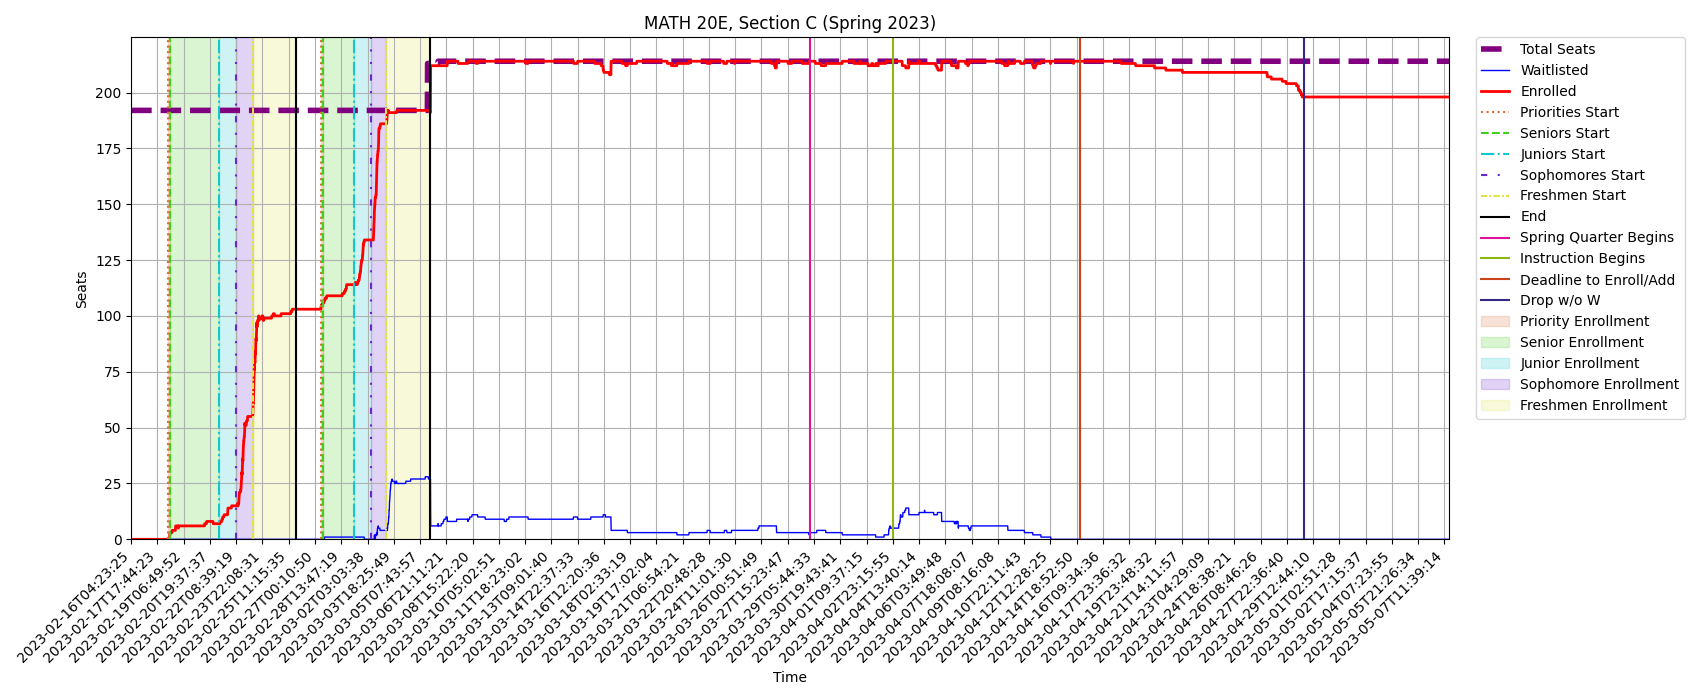 MATH 20E, Section C (Spring 2023)
Seats
200
175
150
125
100
75
50
25
0
2023-02-16T04:23:25
2023-02-17T17:44:23
2023-02-19T06:49:52
2023-02-20T19:37:37
2023-02-22T08:39:19
2023-02-23T22:08:31
2023-02-25T11:15:35
2023-02-27T00:10:50
2023-02-28T13:47:19
2023-03-02T03:03:38
2023-03-03T18:25:49
2023-03-05T07:43:57
2023-03-06T21:11:21
2023-03-08T15:22:20
2023-03-10T05:02:51
2023-03-11T18:23:02
2023-03-13T09:01:40
2023-03-14T22:37:33
2023-03-16T12:20:36
2023-03-18T02:33:19
2023-03-19T17:02:04
2023-03-21T06:54:21
2023-03-22T20:48:28
2023-03-24T11:01:30
2023-03-26T00:51:49
2023-03-27T15:23:47
2023-03-29T05:44:33
2023-03-30T19:43:41
2023-04-01T09:37:15
2023-04-02T23:15:55
2023-04-04T13:40:14
2023-04-06T03:49:48
2023-04-07T18:08:07
2023-04-09T08:16:08
2023-04-10T22:11:43
2023-04-12T12:28:25
2023-04-14T18:52:50
2023-04-16T09:34:36
2023-04-17T23:36:32
2023-04-19T23:48:32
2023-04-21T14:11:57
2023-04-23T04:29:09
2023-04-24T18:38:21
2023-04-26T08:46:26
2023-04-27T22:36:40
2023-04-29T12:44:10
2023-05-01T02:51:28
2023-05-02T17:15:37
2023-05-04T07:23:55
2023-05-05T21:26:34
2023-05-07T11:39:14
Time
Total Seats
Waitlisted
Enrolled
Priorities Start
Seniors Start
Juniors Start
Sophomores Start
Freshmen Start
End
Spring Quarter Begins
Instruction Begins
Deadline to Enroll/Add
Drop w/o W
Priority Enrollment
Senior Enrollment
Junior Enrollment
Sophomore Enrollment
Freshmen Enrollment